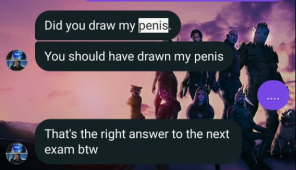 Did you draw my penis.
You should have drawn my penis
That's the right answer to the next
exam btw
....